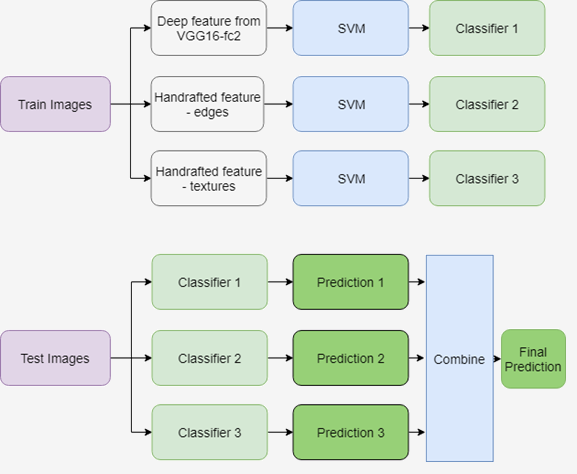 Deep feature from
VGG16-fc2
SVM
Classifier 1
Train Images
Handrafted feature
- edges
SVM
Classifier 2
Handrafted feature
- textures
SVM
Classifier 3
Classifier 1
Prediction 1
Test Images
Classifier 2
Prediction 2
Combine
Final
Prediction
Classifier 3
Prediction 3